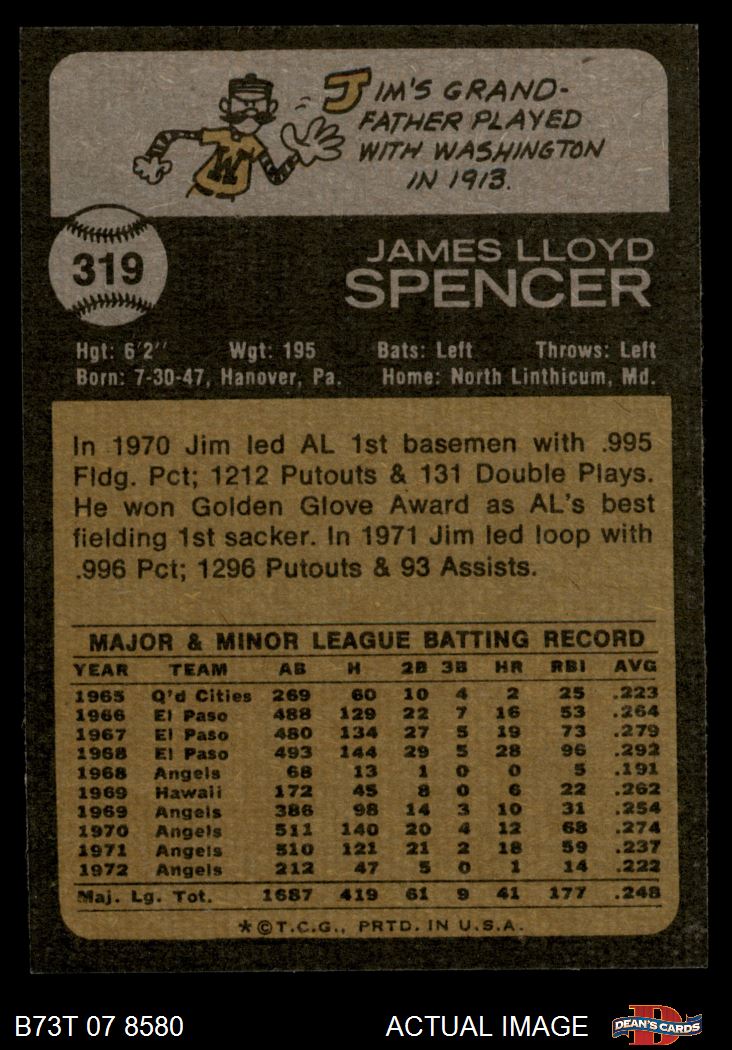 JIM'S GRAND-
FATHER PLAYED
WITH WASHINGTON
IN 1913.
W
319
JAMES LLOYD
SPENCER
Hgt: 6'2" Wgt: 195 Bats: Left Throws: Left
Born: 7-30-47, Hanover, Pa. Home: North Linthicum, Md.
In 1970 Jim led AL 1st basemen with .995
Fldg. Pct; 1212 Putouts & 131 Double Plays.
He won Golden Glove Award as AL's best
fielding 1st sacker. In 1971 Jim led loop with
.996 Pct; 1296 Putouts & 93 Assists.
MAJOR & MINOR LEAGUE BATTING RECORD
YEAR TEAM AB H 2B 3B HR RBI AVG
1965 Q'd Cities 269 60 10 4 2 25 .223
1966 El Paso 488 129 22 7 16 53 .264
1967 El Paso 480 134 27 5 19 73 .279
1968 El Paso 493 144 29 5 28 96 .292
1968 Angels 68 13 1 0 0 5 .191
1969 Hawaii 172 45 8 0 6 22 .262
1969 Angels 386 98 14 3 10 31 .254
1970 Angels 511 140 20 4 12 68 .274
1971 Angels 510 121 21 2 18 59 .237
1972 Angels 212 47 5 0 1 14 .222
Maj. Lg. Tot. 1687 419 61 9 41 177 .248
*©T.C.G., PRTD. IN U.S.A.
B73T 07 8580 ACTUAL IMAGE
D
DEAN'S CARDS